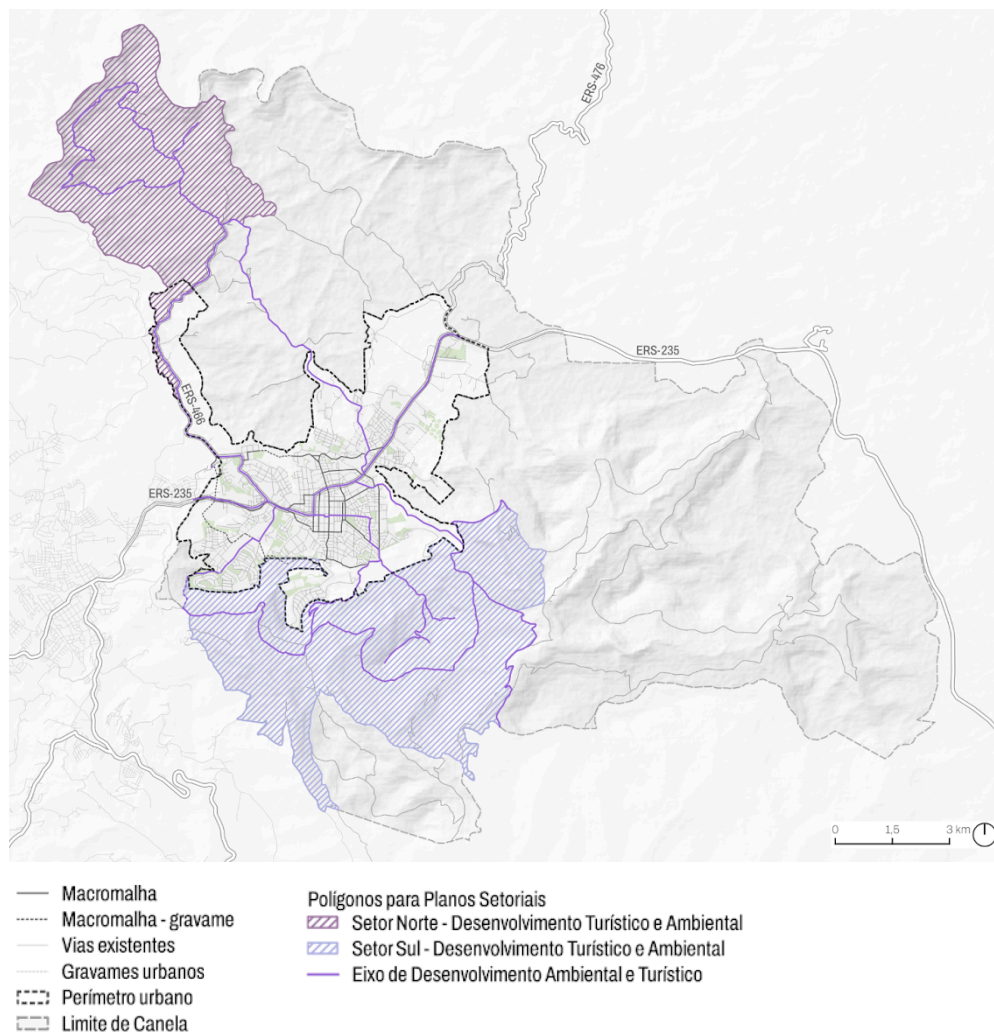 ERS-476
ERS-235
ERS-466
ERS-235
0 1,5 3 km
Macromalha
Macromalha - gravame
Vias existentes
Gravames urbanos
Perímetro urbano
Limite de Canela
Polígonos para Planos Setoriais
Setor Norte - Desenvolvimento Turístico e Ambiental
Setor Sul - Desenvolvimento Turístico e Ambiental
Eixo de Desenvolvimento Ambiental e Turístico